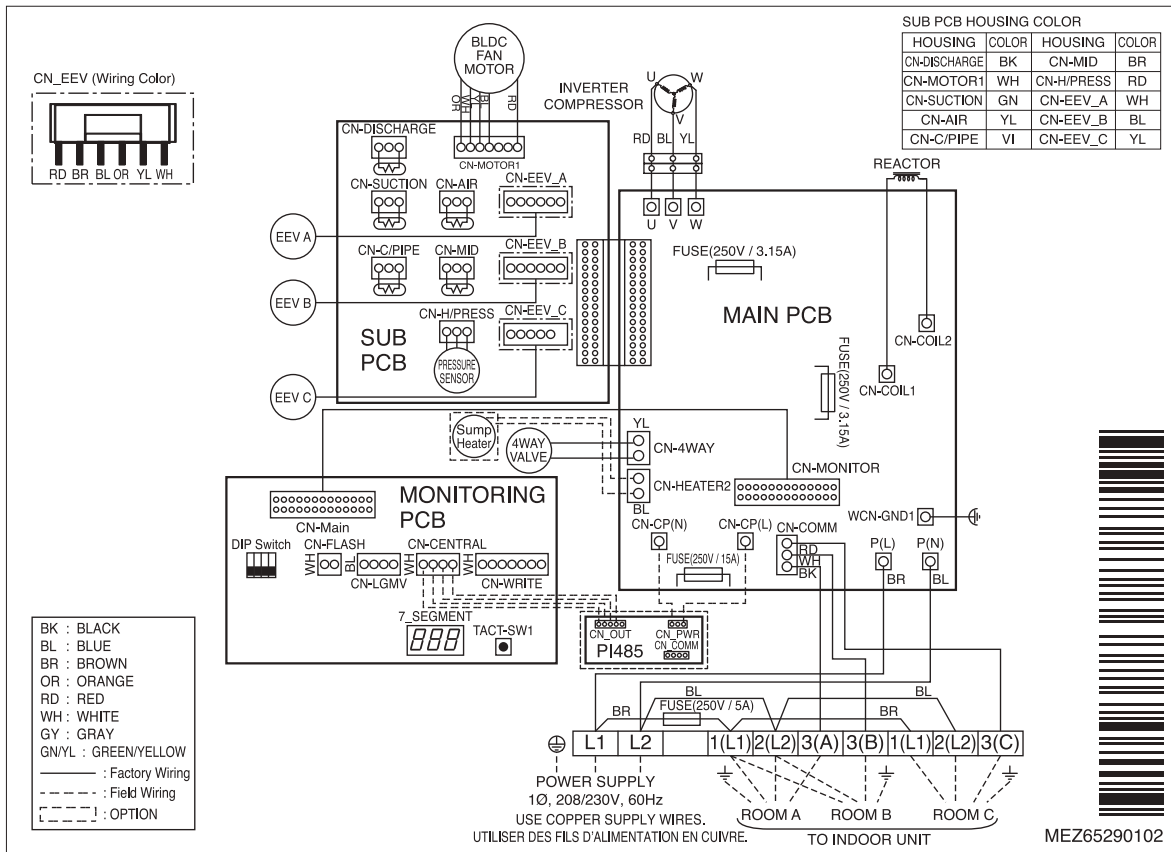 CN_EEV (Wiring Color)
RD BR BL OR YL WH
BLDC
FAN
MOTOR
OR
WH
YL
BL
RD
INVERTER
COMPRESSOR
U
W
V
RD BL YL
SUB PCB HOUSING COLOR
HOUSING COLOR HOUSING COLOR
CN-DISCHARGE BK CN-MID BR
CN-MOTOR1 WH CN-H/PRESS RD
CN-SUCTION GN CN-EEV_A WH
CN-AIR YL CN-EEV_B BL
CN-C/PIPE VI CN-EEV_C YL
REACTOR
CN-DISCHARGE
CN-MOTOR1
CN-SUCTION
CN-AIR
CN-EEV_A
EEV A
CN-C/PIPE
CN-MID
CN-EEV_B
EEV B
CN-H/PRESS
CN-EEV_C
SUB
PCB
PRESSURE
SENSOR
EEV C
U V W
FUSE(250V / 3.15A)
MAIN PCB
CN-COIL2
FUSE(250V / 3.15A)
CN-COIL1
Sump
Heater
4WAY
VALVE
YL
CN-4WAY
CN-HEATER2
BL
CN-MONITOR
MONITORING
PCB
CN-Main
DIP Switch
CN-FLASH
WH
BL
CN-LGMV
CN-CENTRAL
WH
WH
CN-WRITE
7_SEGMENT
TACT-SW1
CN-CP(N)
CN-CP(L)
CN-COMM
RD
WH
BK
FUSE(250V / 15A)
WCN-GND1
P(L)
P(N)
BR
BL
CN_OUT
CN_PWR
CN_COMM
PI485
BK : BLACK
BL : BLUE
BR : BROWN
OR : ORANGE
RD : RED
WH : WHITE
GY : GRAY
GN/YL : GREEN/YELLOW
: Factory Wiring
: Field Wiring
: OPTION
BR
FUSE(250V / 5A)
BL
BR
BL
L1 L2 1(L1) 2(L2) 3(A) 3(B) 1(L1) 2(L2) 3(C)
POWER SUPPLY
1Ø, 208/230V, 60Hz
USE COPPER SUPPLY WIRES.
UTILISER DES FILS D'ALIMENTATION EN CUIVRE.
ROOM A ROOM B ROOM C
TO INDOOR UNIT
MEZ65290102